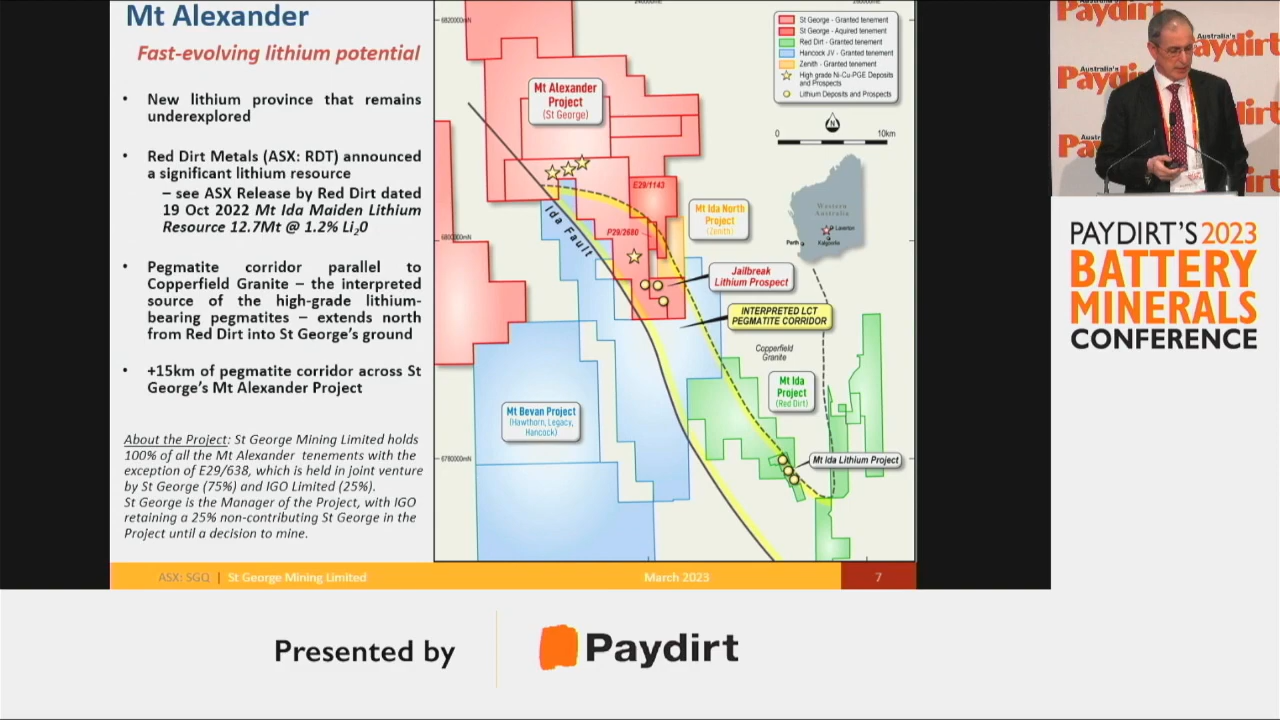 Mt Alexander
Fast-evolving lithium potential
• New lithium province that remains
underexplored
• Red Dirt Metals (ASX: RDT) announced
a significant lithium resource
– see ASX Release by Red Dirt dated
19 Oct 2022 Mt Ida Maiden Lithium
Resource 12.7Mt @ 1.2% Li₂0
• Pegmatite corridor parallel to
Copperfield Granite – the interpreted
source of the high-grade lithium-
bearing pegmatites – extends north
from Red Dirt into St George's ground
• +15km of pegmatite corridor across St
George's Mt Alexander Project
About the Project: St George Mining Limited holds
100% of all the Mt Alexander tenements with the
exception of E29/638, which is held in joint venture
by St George (75%) and IGO Limited (25%).
St George is the Manager of the Project, with IGO
retaining a 25% non-contributing St George in the
Project until a decision to mine.
6820000mN
Mt Alexander
Project
(St George)
St George - Granted tenement
St George - Aquired tenement
Red Dirt - Granted tenement
Hancock JV - Granted tenement
Zenith - Granted tenement
High grade Ni-Cu-PGE Deposits
and Prospects
Lithium Deposits and Prospects
N
0 10km
E29/1143
P29/2680
Ida Fault
Mt Ida North
Project
(Zenith)
Western
Australia
Laverton
Perth
Kalgoorlie
Jailbreak
Lithium Prospect
INTERPRETED LCT
PEGMATITE CORRIDOR
Copperfield
Granite
Mt Ida
Project
(Red Dirt)
Mt Bevan Project
(Hawthorn, Legacy,
Hancock)
6780000mN
Mt Ida Lithium Project
ASX: SGQ | St George Mining Limited
March 2023
7
Paydirt
Australia's
Paydirt
Paydirt
PAYDIRT'S 2023
BATTERY
MINERALS
CONFERENCE
Presented by
Paydirt